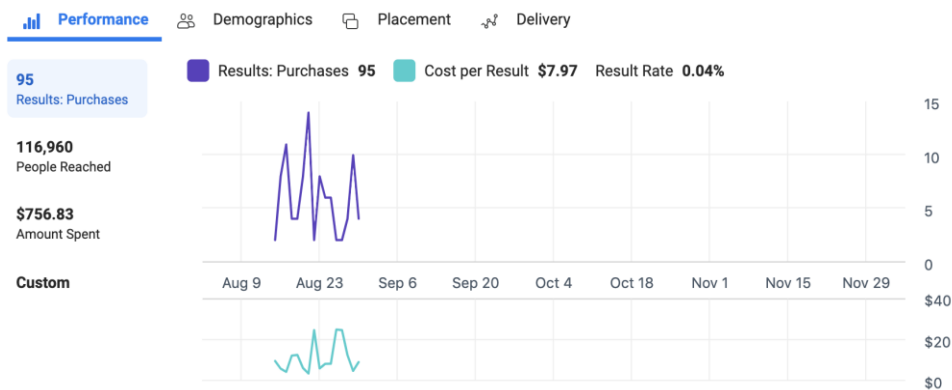 Performance Demographics Placement Delivery
95
Results: Purchases
116,960
People Reached
$756.83
Amount Spent
Custom
Results: Purchases 95 Cost per Result $7.97 Result Rate 0.04%
15
10
5
0
Aug 9 Aug 23 Sep 6 Sep 20 Oct 4 Oct 18 Nov 1 Nov 15 Nov 29
$40
$20
$0